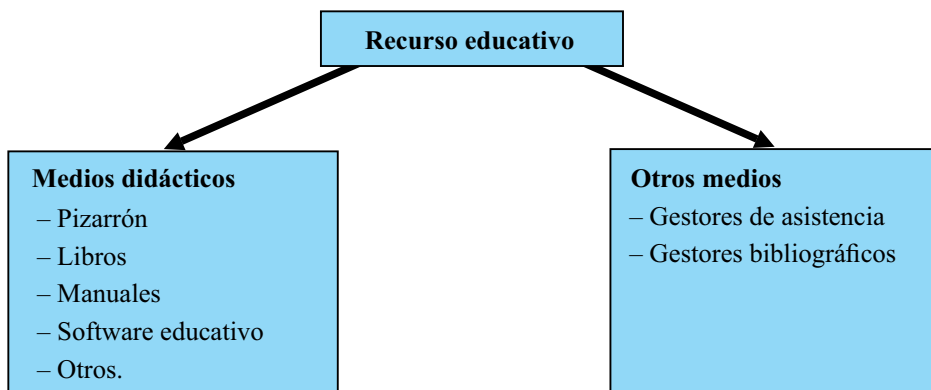 Recurso educativo
Medios didácticos
– Pizarrón
– Libros
– Manuales
– Software educativo
– Otros.
Otros medios
– Gestores de asistencia
– Gestores bibliográficos